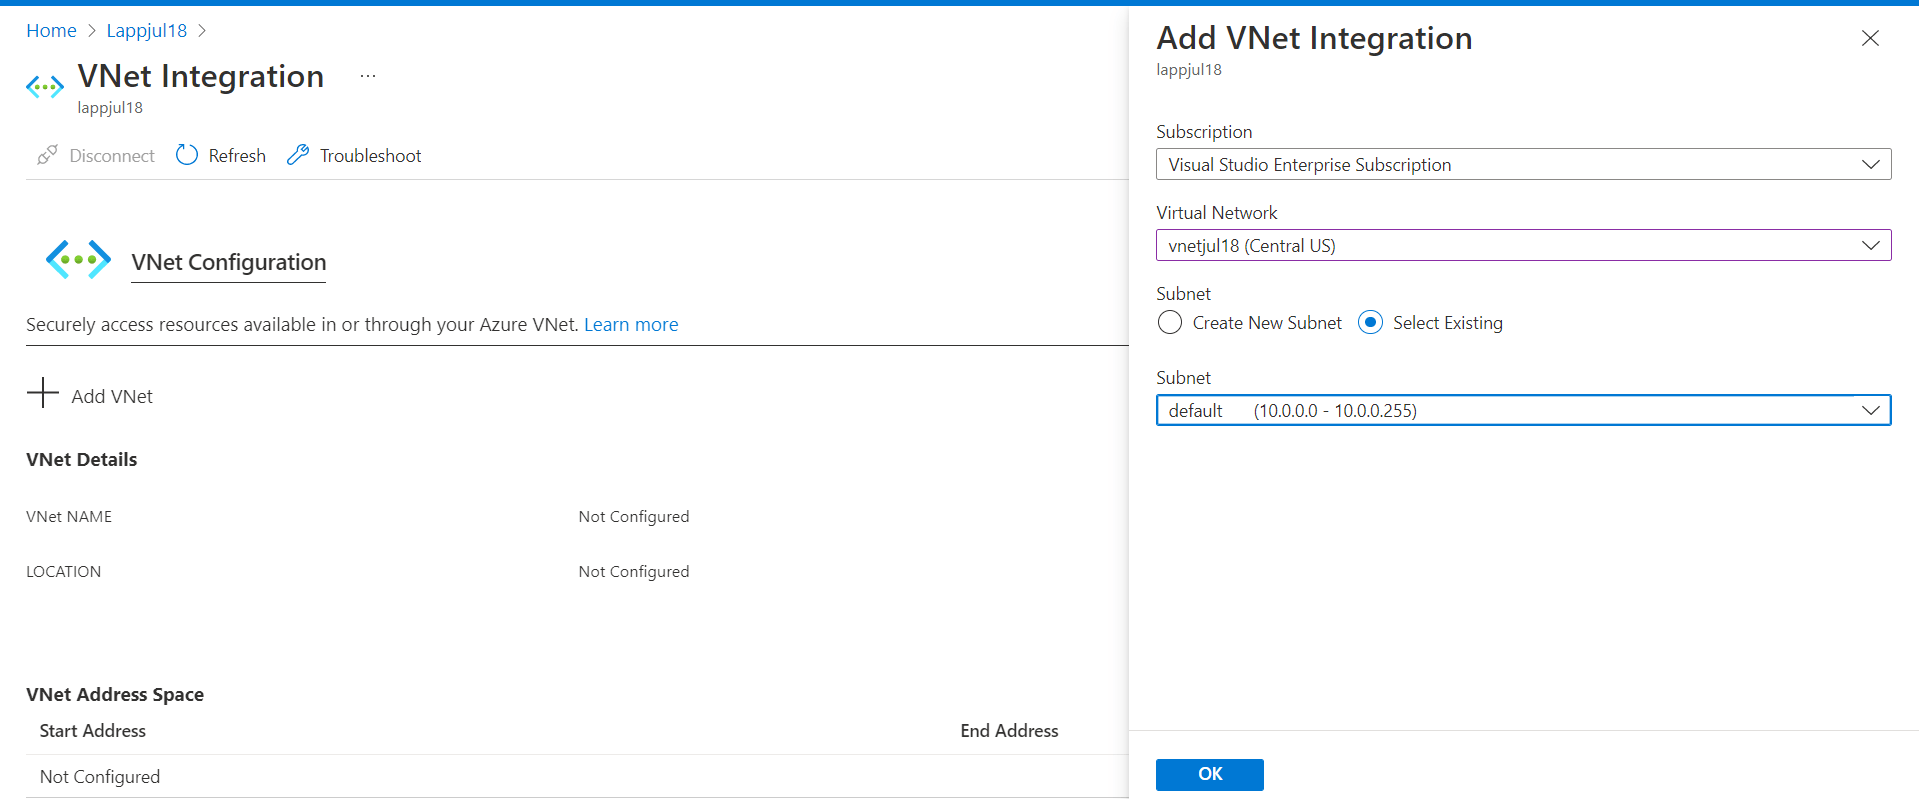 Home > Lappjul18 >
VNet Integration ...
lappjul18
Disconnect Refresh Troubleshoot
VNet Configuration
Securely access resources available in or through your Azure VNet. Learn more
Add VNet
VNet Details
VNet NAME Not Configured
LOCATION Not Configured
VNet Address Space
Start Address End Address
Not Configured
Add VNet Integration
lappjul18
Subscription
Visual Studio Enterprise Subscription
Virtual Network
vnetjul18 (Central US)
Subnet
Create New Subnet Select Existing
Subnet
default (10.0.0.0 - 10.0.0.255)
OK